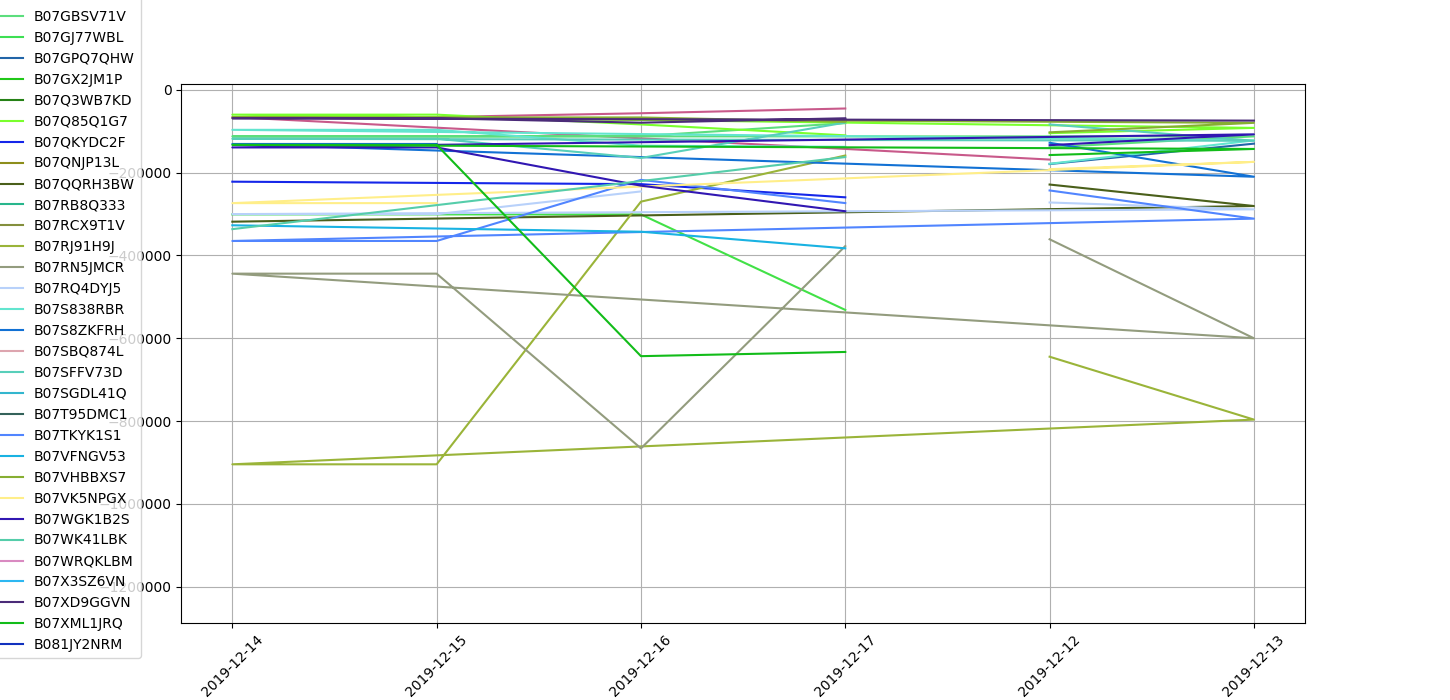 B07GBSV71V
B07GJ77WBL
B07GPQ7QHW
B07GX2JM1P
B07Q3WB7KD
B07Q85Q1G7
B07QKYDC2F
B07QNJP13L
B07QQRH3BW
B07RB8Q333
B07RCX9T1V
B07RJ91H9J
B07RN5JMCR
B07RQ4DYJ5
B07S838RBR
B07S8ZKFRH
B07SBQ874L
B07SFFV73D
B07SGDL41Q
B07T95DMC1
B07TKYK1S1
B07VFNGV53
B07VHBBXS7
B07VK5NPGX
B07WGK1B2S
B07WK41LBK
B07WRQKLBM
B07X3SZ6VN
B07XD9GGVN
B07XML1JRQ
B081JY2NRM
0
−200000
−400000
−600000
−800000
−1000000
−1200000
2019-12-14
2019-12-15
2019-12-16
2019-12-17
2019-12-12
2019-12-13